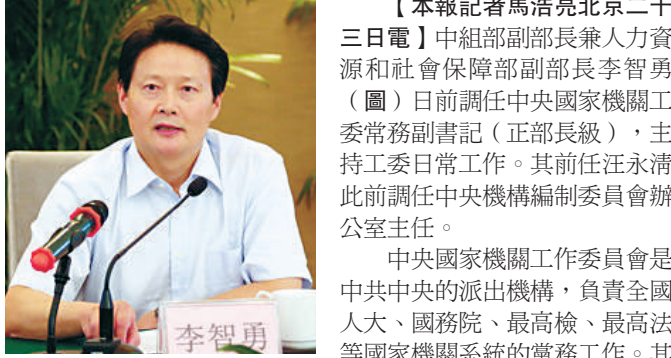 李智勇
【本報記者馬浩亮北京二十
三日電】中組部副部長兼人力資
源和社會保障部副部長李智勇
（圖）日前調任中央國家機關工
委常務副書記（正部長級），主
持工委日常工作。其前任汪永清
此前調任中央機構編制委員會辦
公室主任。
中央國家機關工作委員會是
中共中央的派出機構，負責全國
人大、國務院、最高檢、最高法
等國家機關系統的黨務工作。其